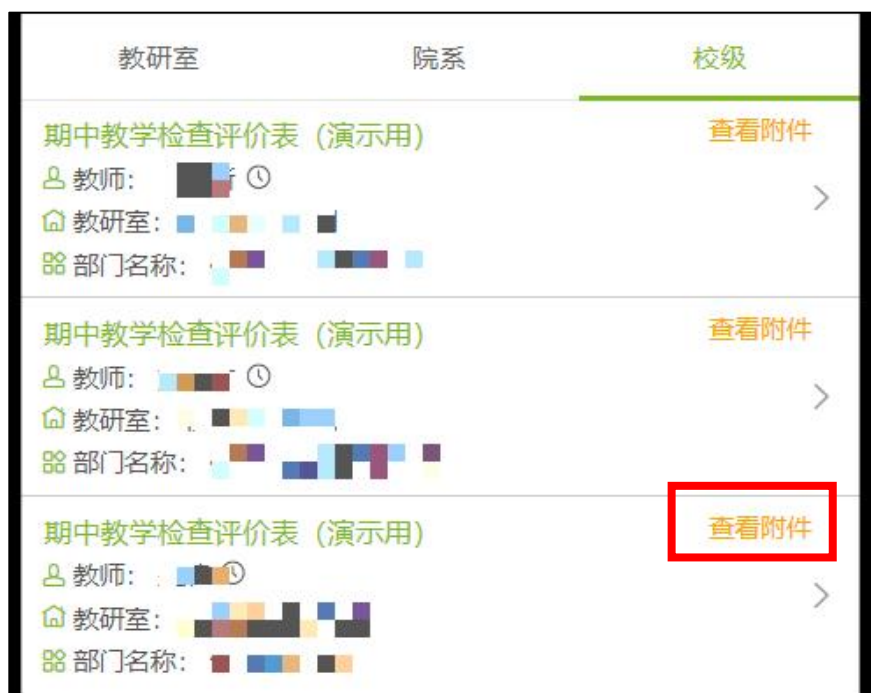 教研室 院系 校级
期中教学检查评价表（演示用） 查看附件
教师：
教研室：
部门名称：
期中教学检查评价表（演示用） 查看附件
教师：
教研室：
部门名称：
期中教学检查评价表（演示用） 查看附件
教师：
教研室：
部门名称：